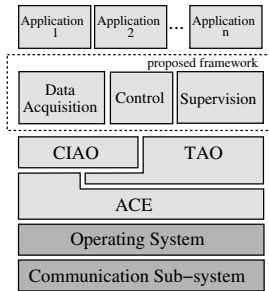 Application Application ... Application
1 2 n
proposed framework
Data Acquisition Control Supervision
CIAO TAO
ACE
Operating System
Communication Sub-system